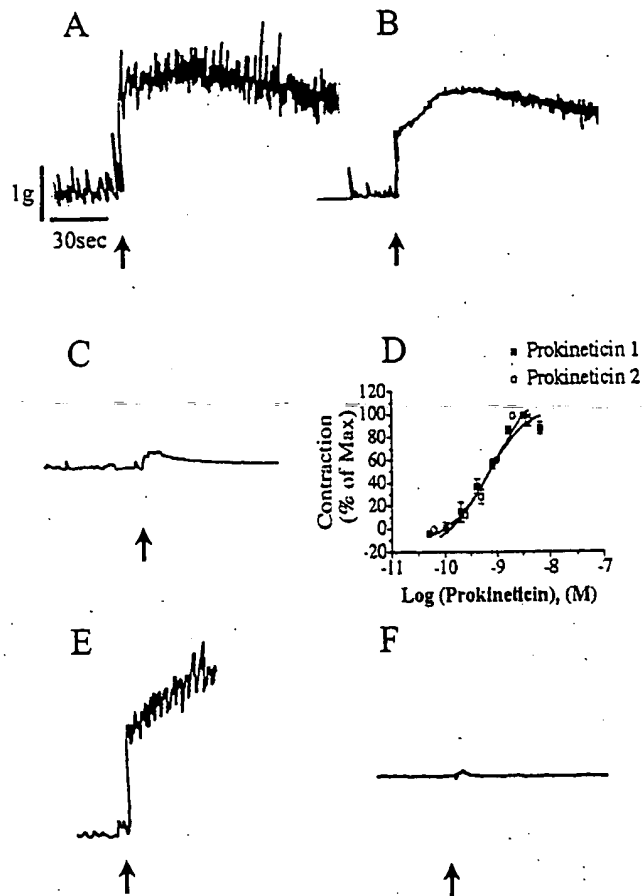 A
B
1g
30sec
C
D
Prokineticin 1
Prokineticin 2
Contraction
(% of Max)
120
100
80
60
40
20
0
-20
-11
-10
-9
-8
-7
Log (Prokineticin), (M)
E
F